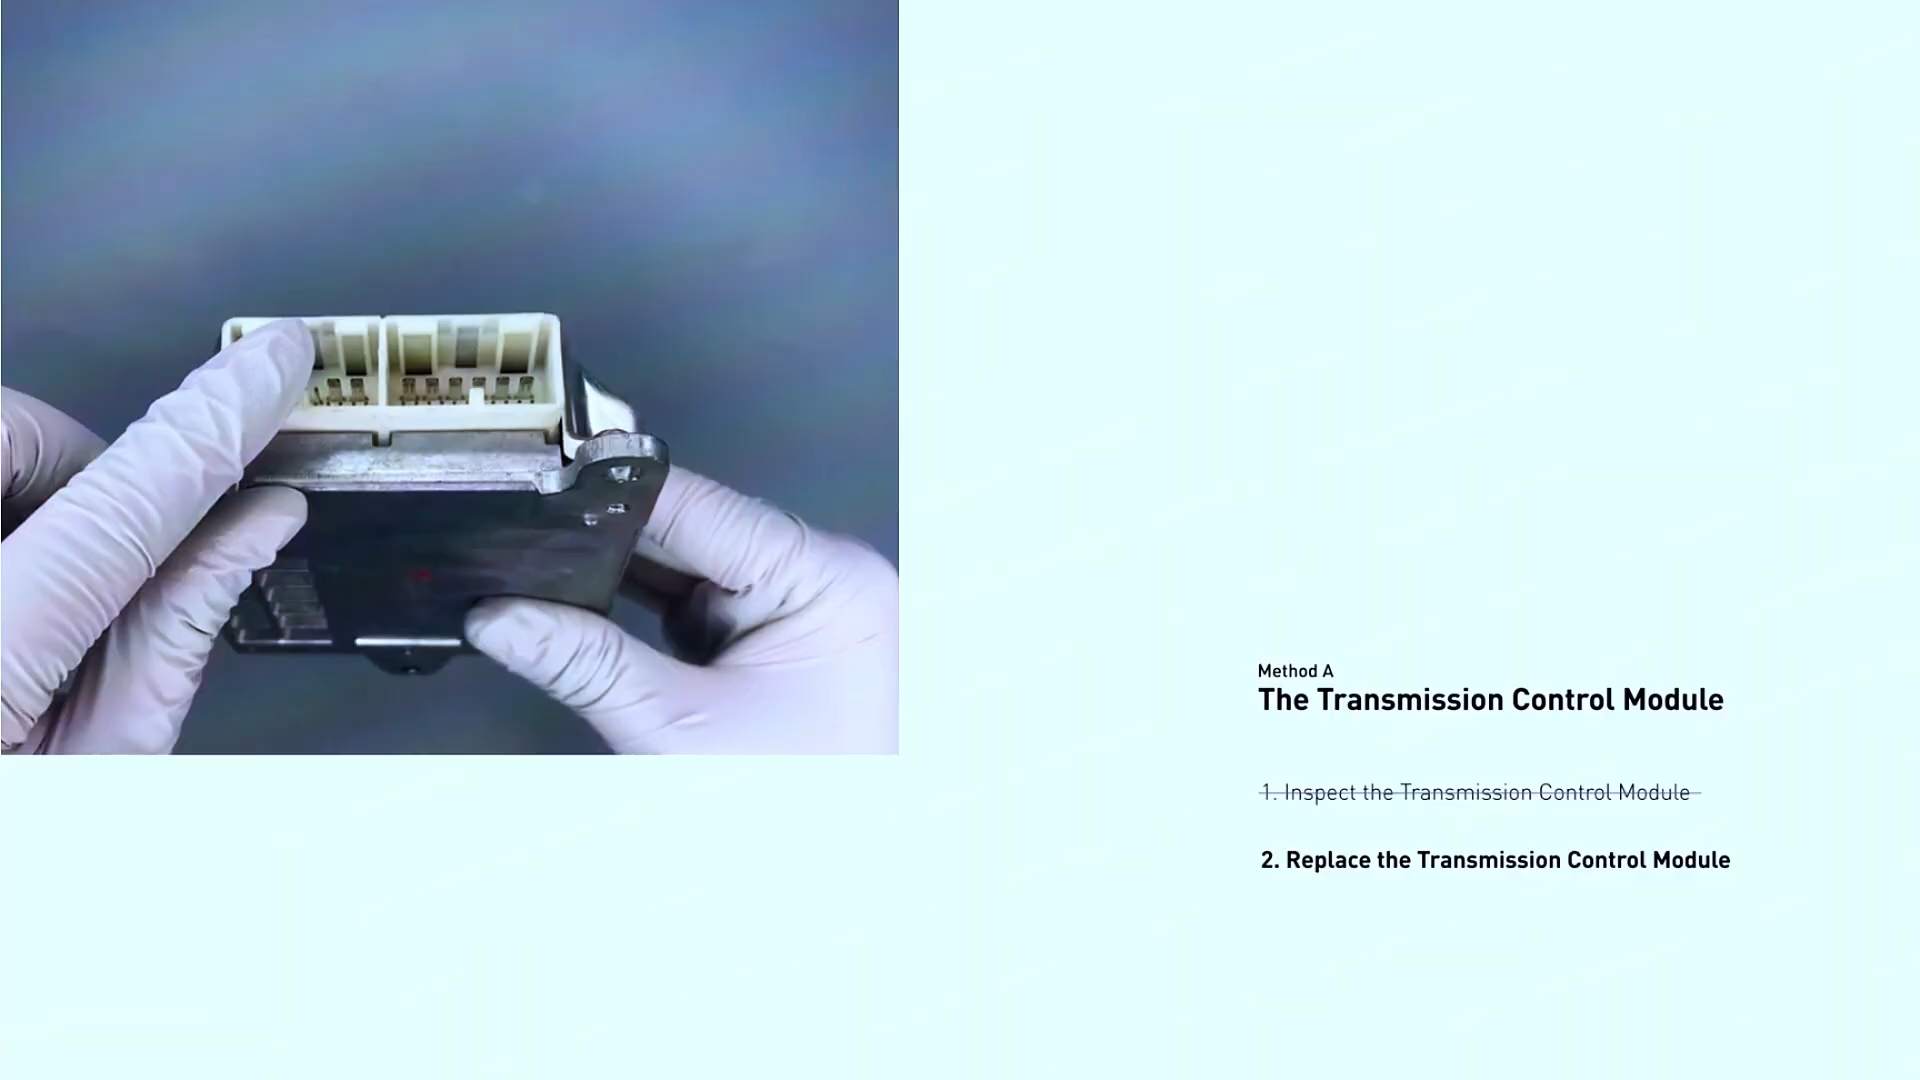 Method A
The Transmission Control Module
1. Inspect the Transmission Control Module
2. Replace the Transmission Control Module